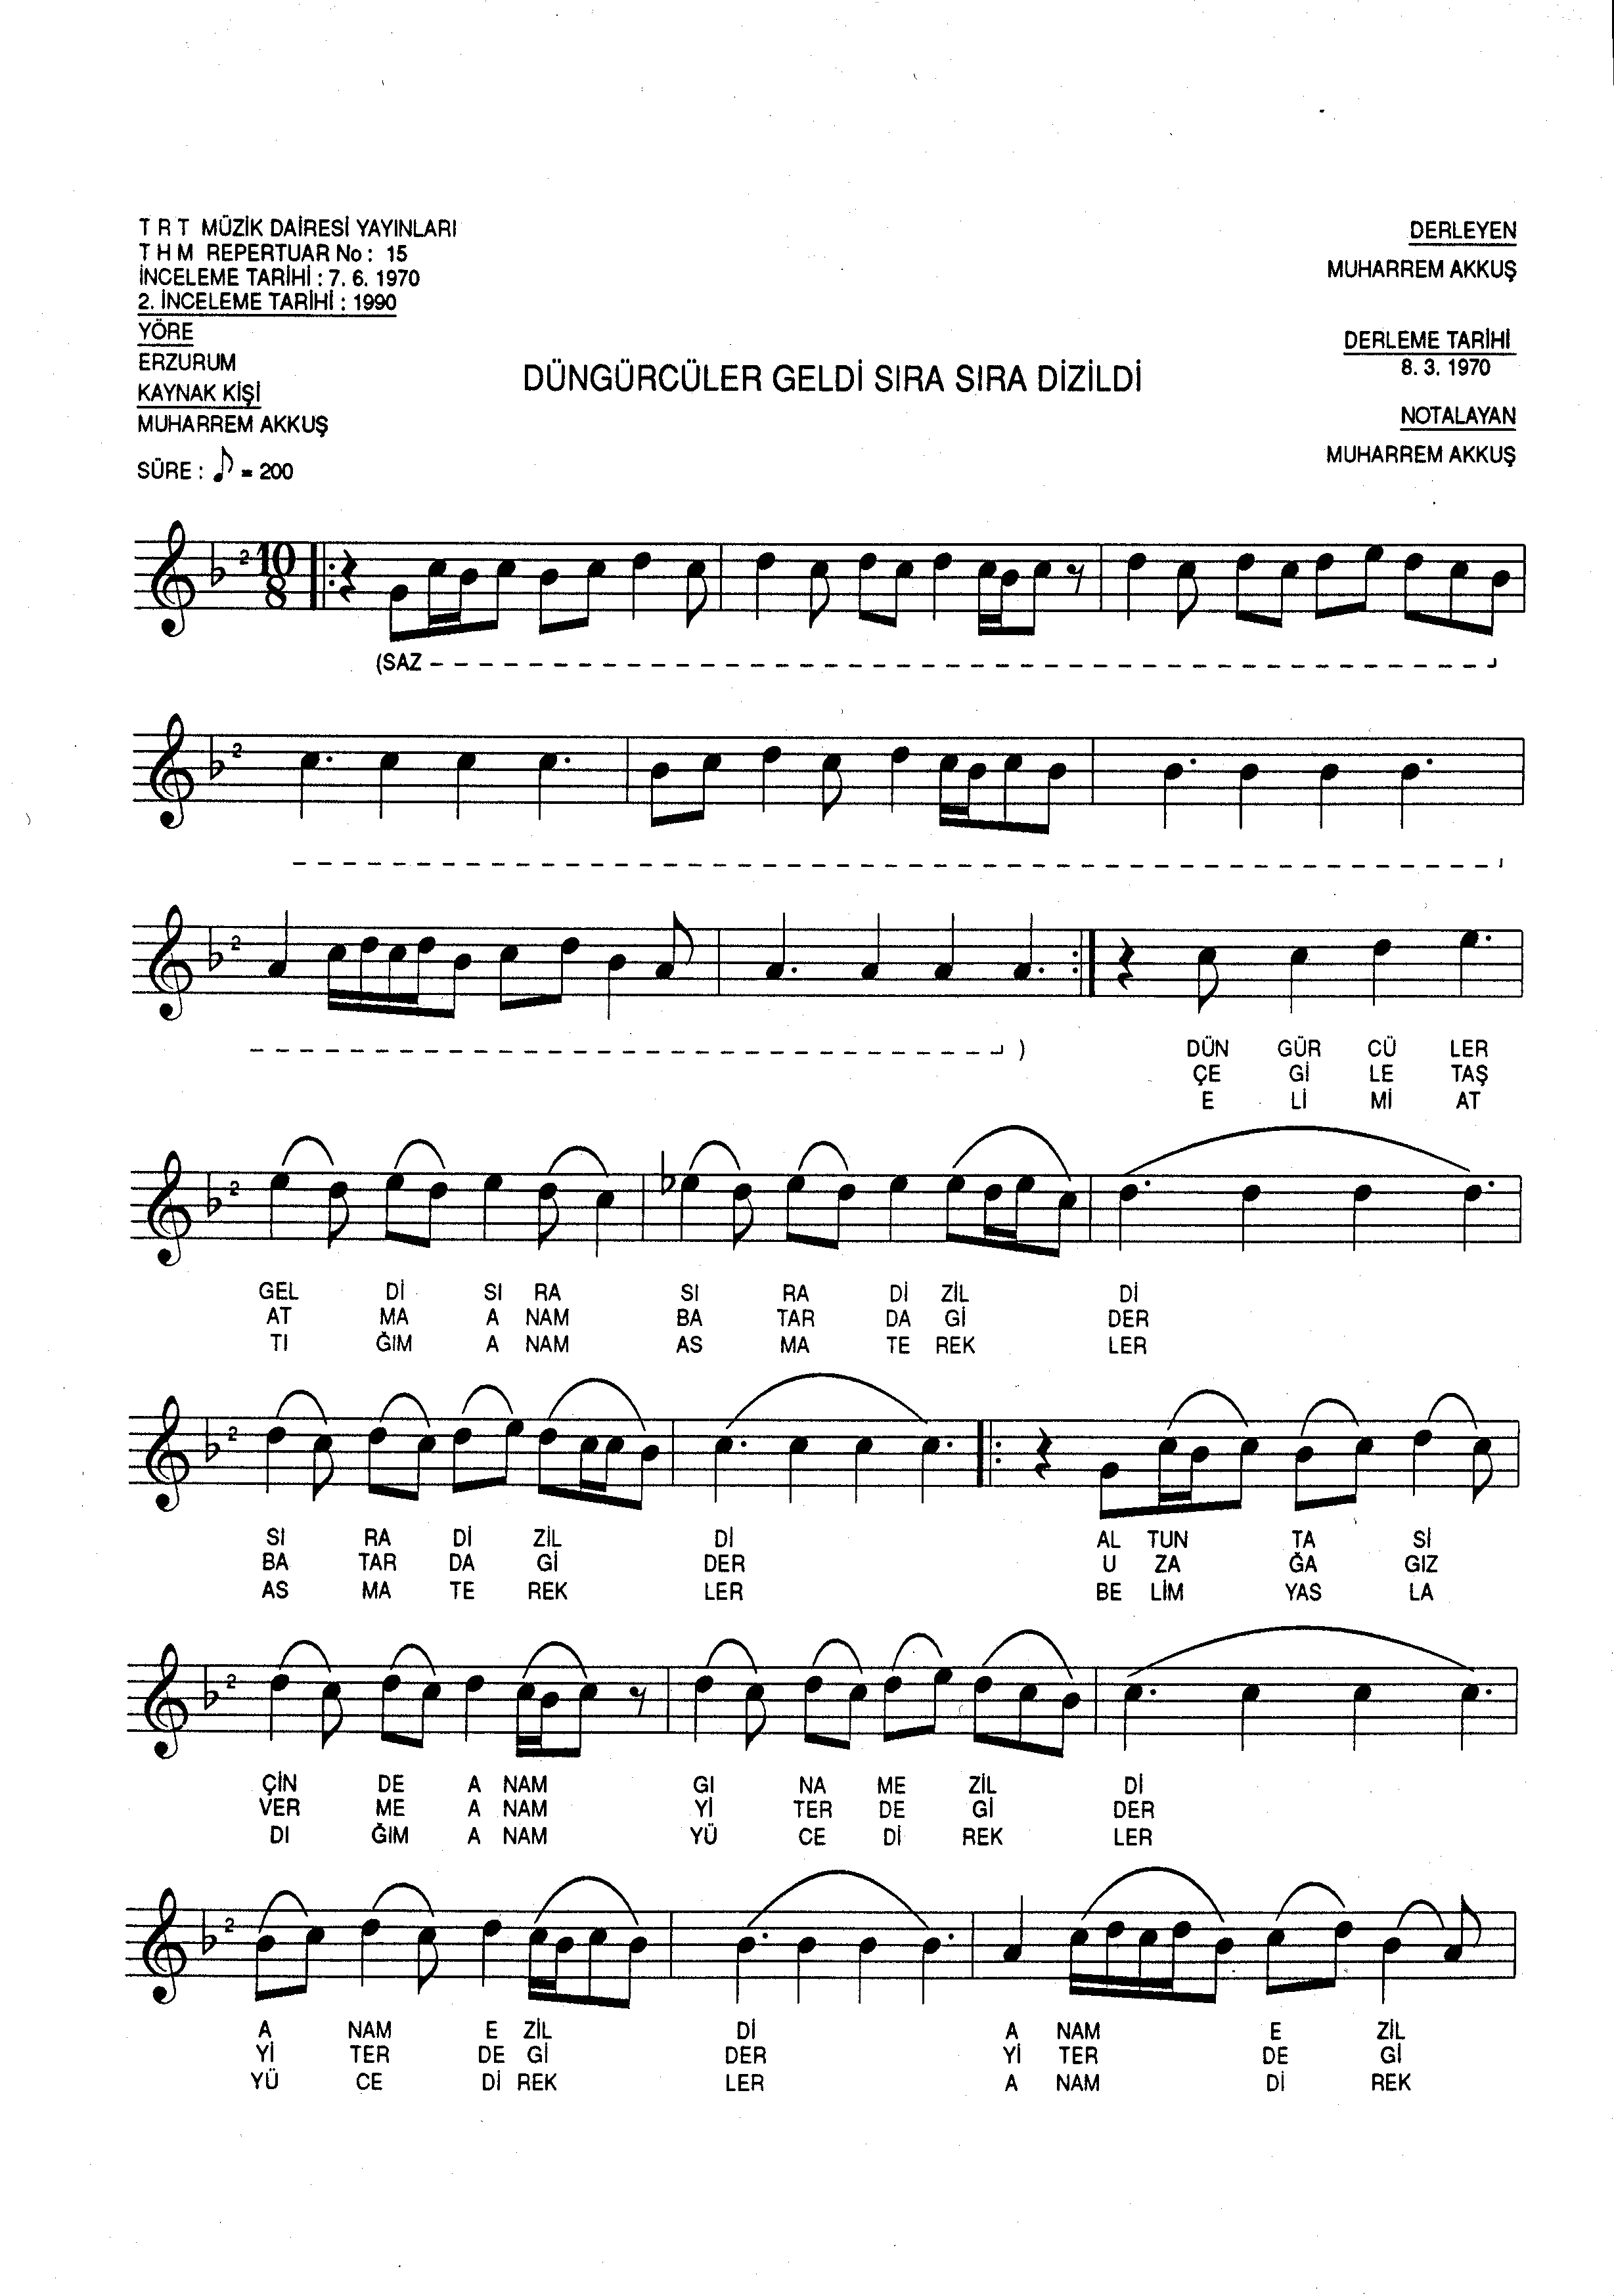 T R T MÜZİK DAİRESİ YAYINLARI
T H M REPERTUAR No : 15
İNCELEME TARİHİ : 7. 6. 1970
2. İNCELEME TARİHİ : 1990
YÖRE
ERZURUM
KAYNAK KİŞİ
MUHARREM AKKUŞ
SÜRE : ♪ = 200
DERLEYEN
MUHARREM AKKUŞ
DERLEME TARİHİ
8. 3. 1970
NOTALAYAN
MUHARREM AKKUŞ
DÜNGÜRCÜLER GELDİ SIRA SIRA DİZİLDİ
2 10
8
(SAZ
2
2
)
DÜN GÜR CÜ LER
ÇE Gİ LE TAŞ
E Lİ Mİ AT
2
GEL Dİ SI RA SI RA Dİ ZİL Dİ
AT MA A NAM BA TAR DA Gİ DER
TI ĞIM A NAM AS MA TE REK LER
2
SI RA Dİ ZİL Dİ AL TUN TA Sİ
BA TAR DA Gİ DER U ZA ĞA GIZ
AS MA TE REK LER BE LİM YAS LA
2
ÇİN DE A NAM GI NA ME ZİL Dİ
VER ME A NAM Yİ TER DE Gİ DER
DI ĞIM A NAM YÜ CE Dİ REK LER
2
A NAM E ZİL Dİ A NAM E ZİL
Yİ TER DE Gİ DER Yİ TER DE Gİ
YÜ CE Dİ REK LER A NAM Dİ REK